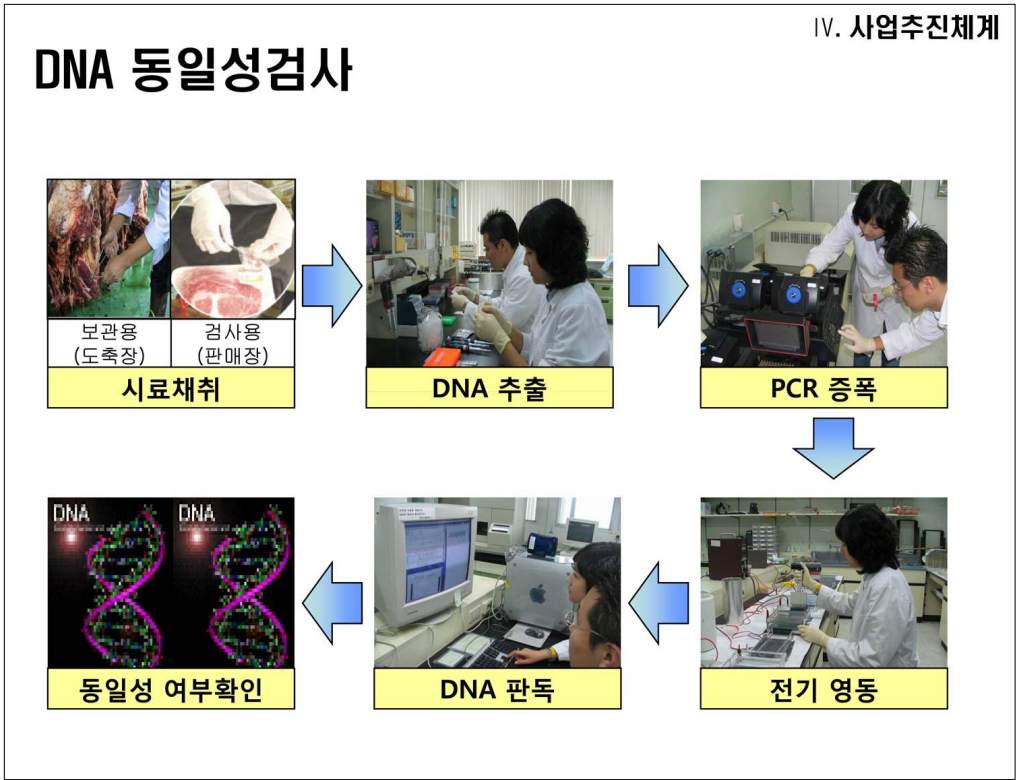 Ⅳ. 사업추진체계
DNA 동일성검사
보관용
(도축장)
검사용
(판매장)
시료채취
DNA 추출
PCR 증폭
DNA
DNA
동일성 여부확인
DNA 판독
전기 영동